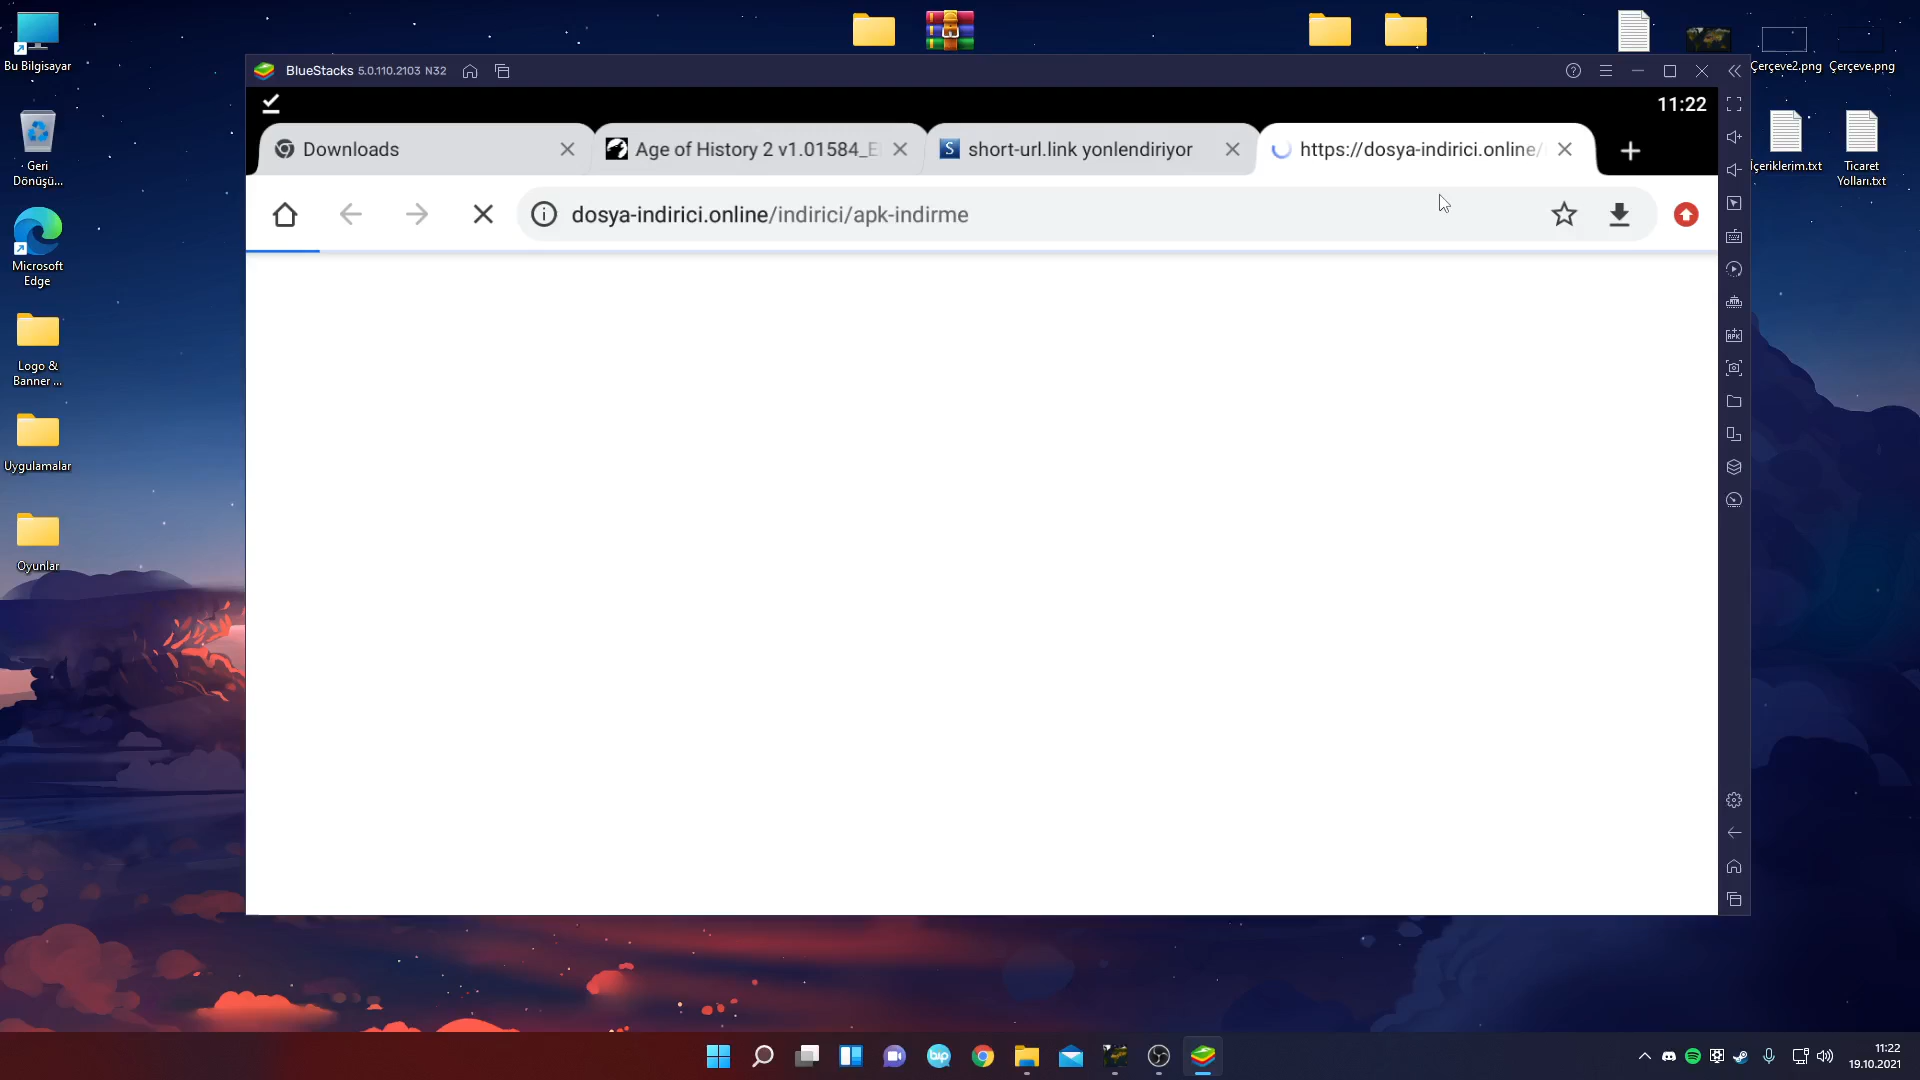 Bu Bilgisayar
Geri
Dönüşü...
Microsoft
Edge
Logo &
Banner ...
Uygulamalar
Oyunlar
Çerçeve2.png
Çerçeve.png
İçeriklerim.txt
Ticaret
Yolları.txt
BlueStacks 5.0.110.2103 N32
11:22
Downloads
Age of History 2 v1.01584_E
short-url.link yonlendiriyor
https://dosya-indirici.online/
dosya-indirici.online/indirici/apk-indirme
APK
bip
11:22
19.10.2021